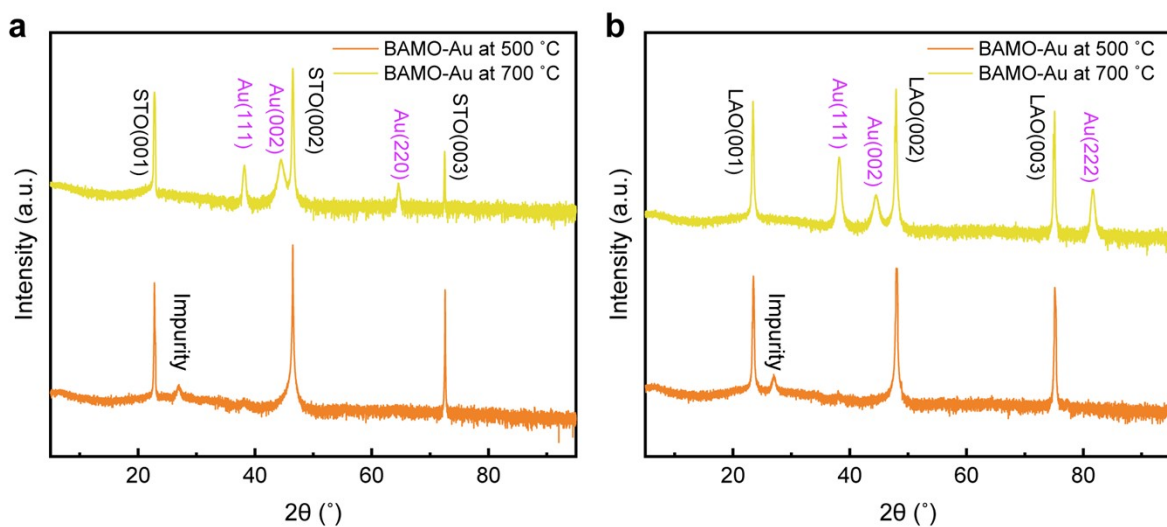 a
BAMO-Au at 500 ˚C
BAMO-Au at 700 ˚C
STO(001)
Au(111)
Au(002)
STO(002)
Au(220)
STO(003)
Impurity
Intensity (a.u.)
20
40
60
80
2θ (˚)
b
BAMO-Au at 500 ˚C
BAMO-Au at 700 ˚C
LAO(001)
Au(111)
Au(002)
LAO(002)
LAO(003)
Au(222)
Impurity
Intensity (a.u.)
20
40
60
80
2θ (˚)